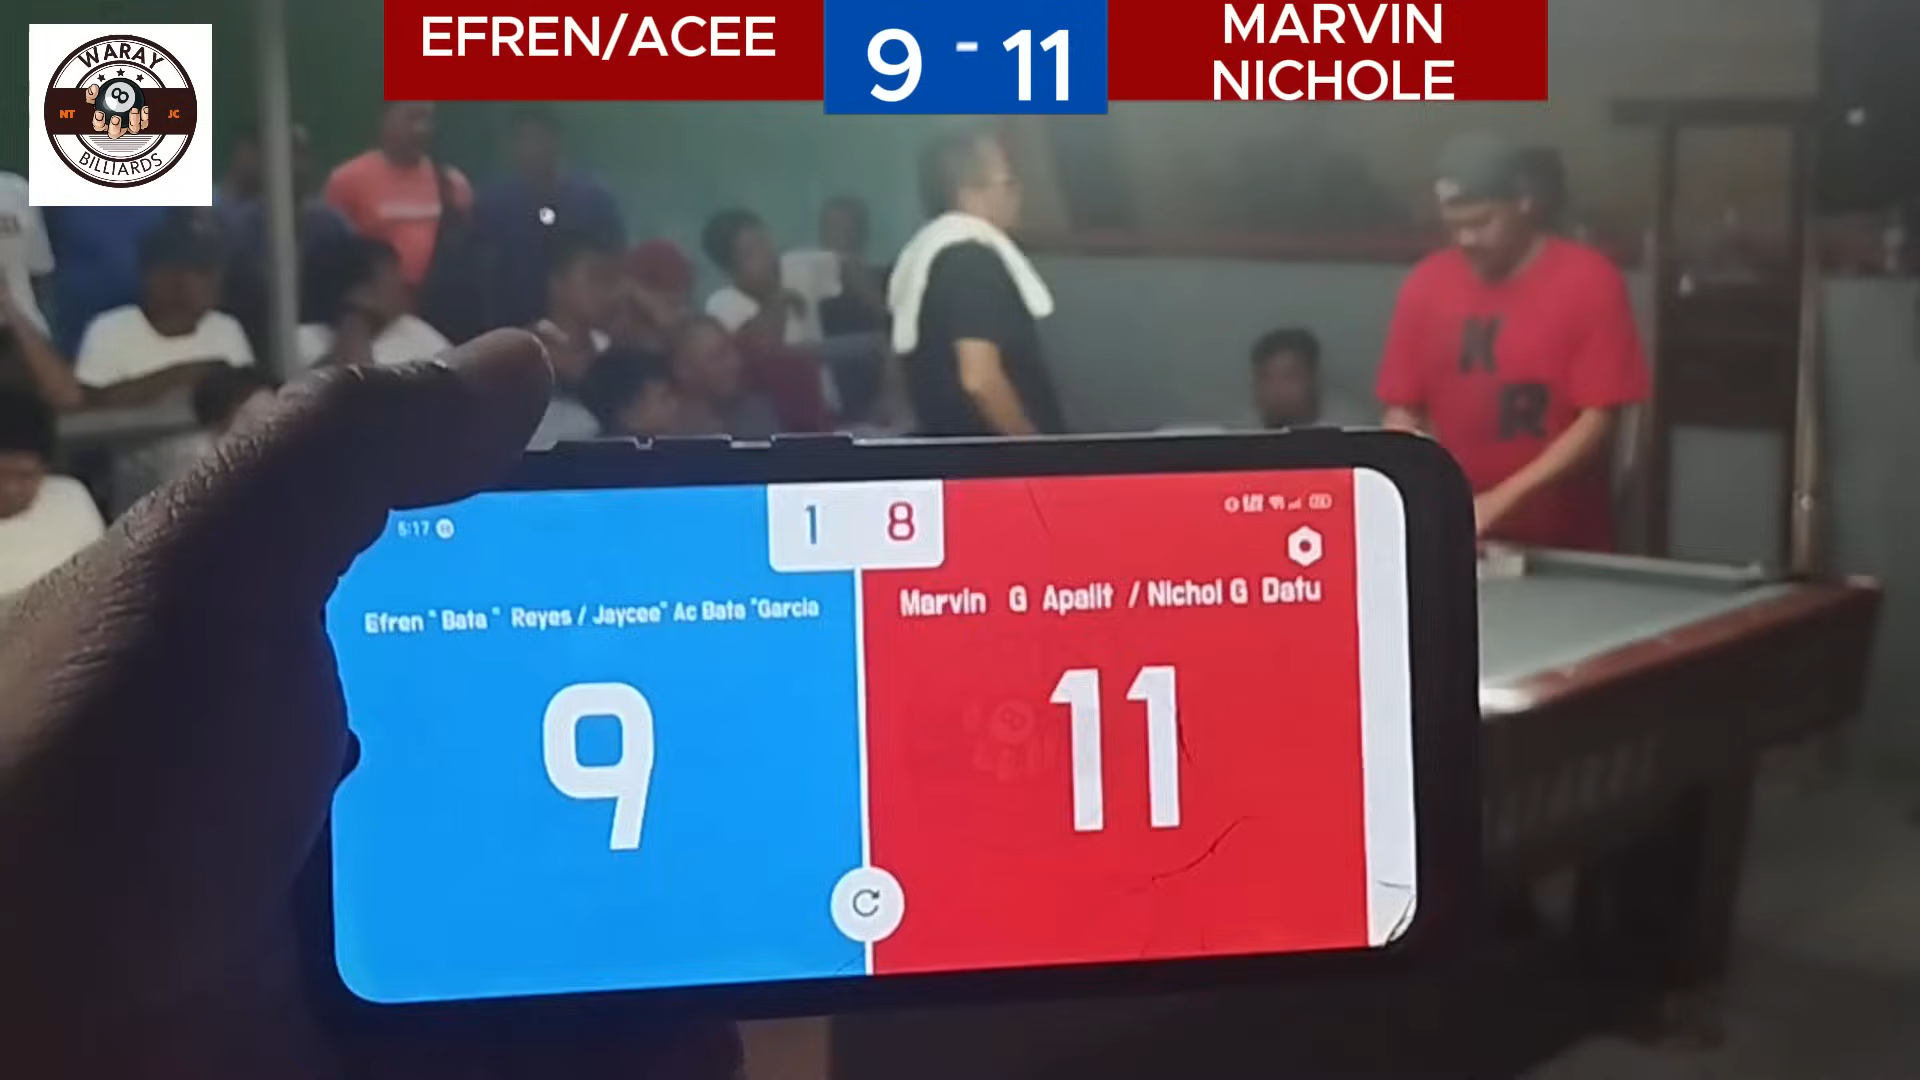 WARAY
NT
JC
BILLIARDS
EFREN/ACEE
9 - 11
MARVIN
NICHOLE
K
R
5:17
1 8
Efren " Bata " Reyes / Jaycee" Ac Bata "Garcia
Marvin G Apalit / Nichol G Datu
9
11